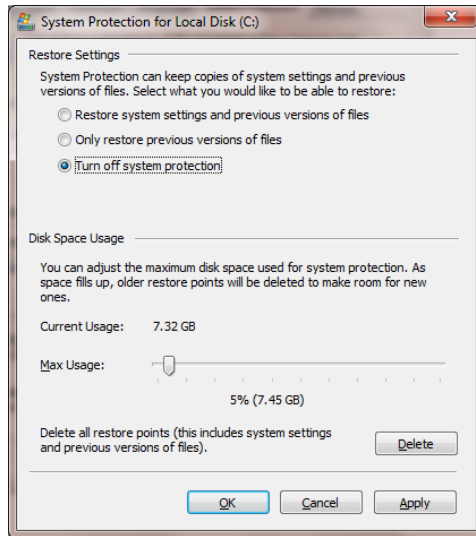 System Protection for Local Disk (C:)
Restore Settings
System Protection can keep copies of system settings and previous
versions of files. Select what you would like to be able to restore:
Restore system settings and previous versions of files
Only restore previous versions of files
Turn off system protection
Disk Space Usage
You can adjust the maximum disk space used for system protection. As
space fills up, older restore points will be deleted to make room for new
ones.
Current Usage: 7.32 GB
Max Usage:
5% (7.45 GB)
Delete all restore points (this includes system settings
and previous versions of files).
Delete
OK Cancel Apply